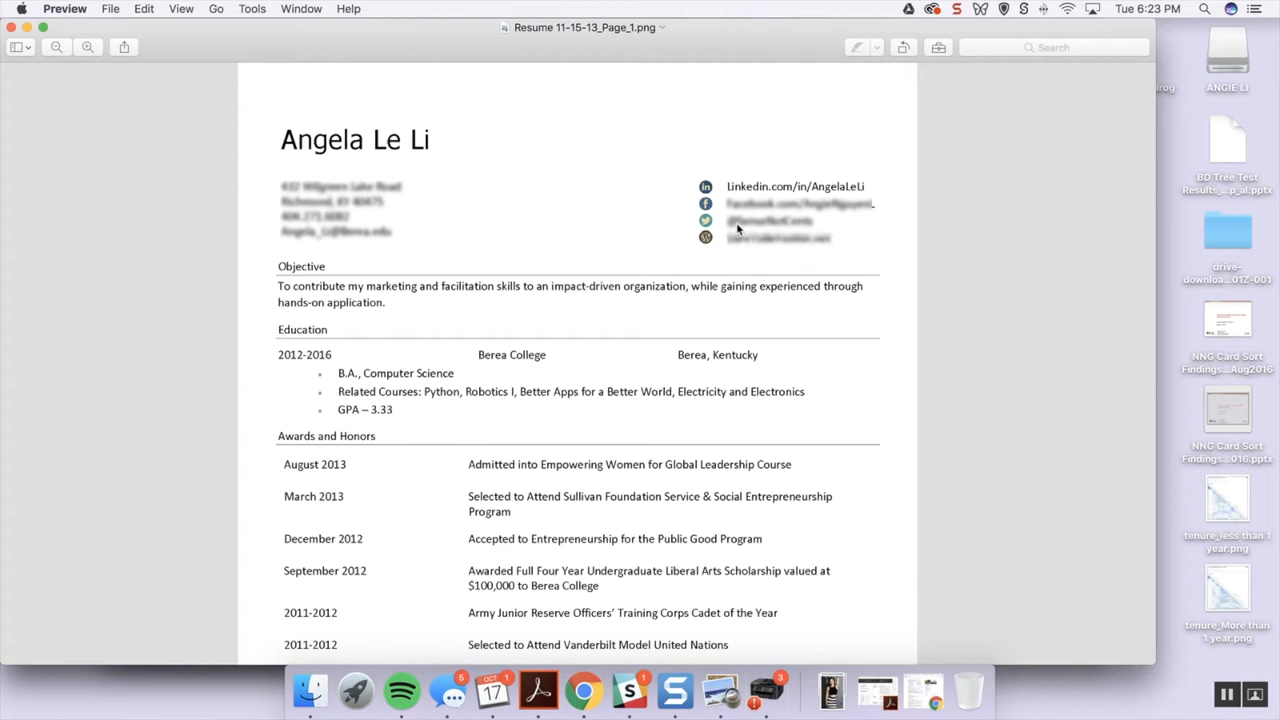 Preview File Edit View Go Tools Window Help Tue 6:23 PM
Resume 11-15-13_Page_1.png
Search
Angela Le Li
Linkedin.com/in/AngelaLeLi
Objective
To contribute my marketing and facilitation skills to an impact-driven organization, while gaining experienced through
hands-on application.
Education
2012-2016 Berea College Berea, Kentucky
B.A., Computer Science
Related Courses: Python, Robotics I, Better Apps for a Better World, Electricity and Electronics
GPA – 3.33
Awards and Honors
August 2013 Admitted into Empowering Women for Global Leadership Course
March 2013 Selected to Attend Sullivan Foundation Service & Social Entrepreneurship
Program
December 2012 Accepted to Entrepreneurship for the Public Good Program
September 2012 Awarded Full Four Year Undergraduate Liberal Arts Scholarship valued at
$100,000 to Berea College
2011-2012 Army Junior Reserve Officers' Training Corps Cadet of the Year
2011-2012 Selected to Attend Vanderbilt Model United Nations
ANGIE LI
BD Tree Test
Results_...p_al.pptx
drive-
downloa...01Z-001
NNG Card Sort
Findings...Aug2016
NNG Card Sort
Findings...016.pptx
tenure_less than 1
year.png
tenure_More than
1 year.png
5
OCT
17
1
1
3